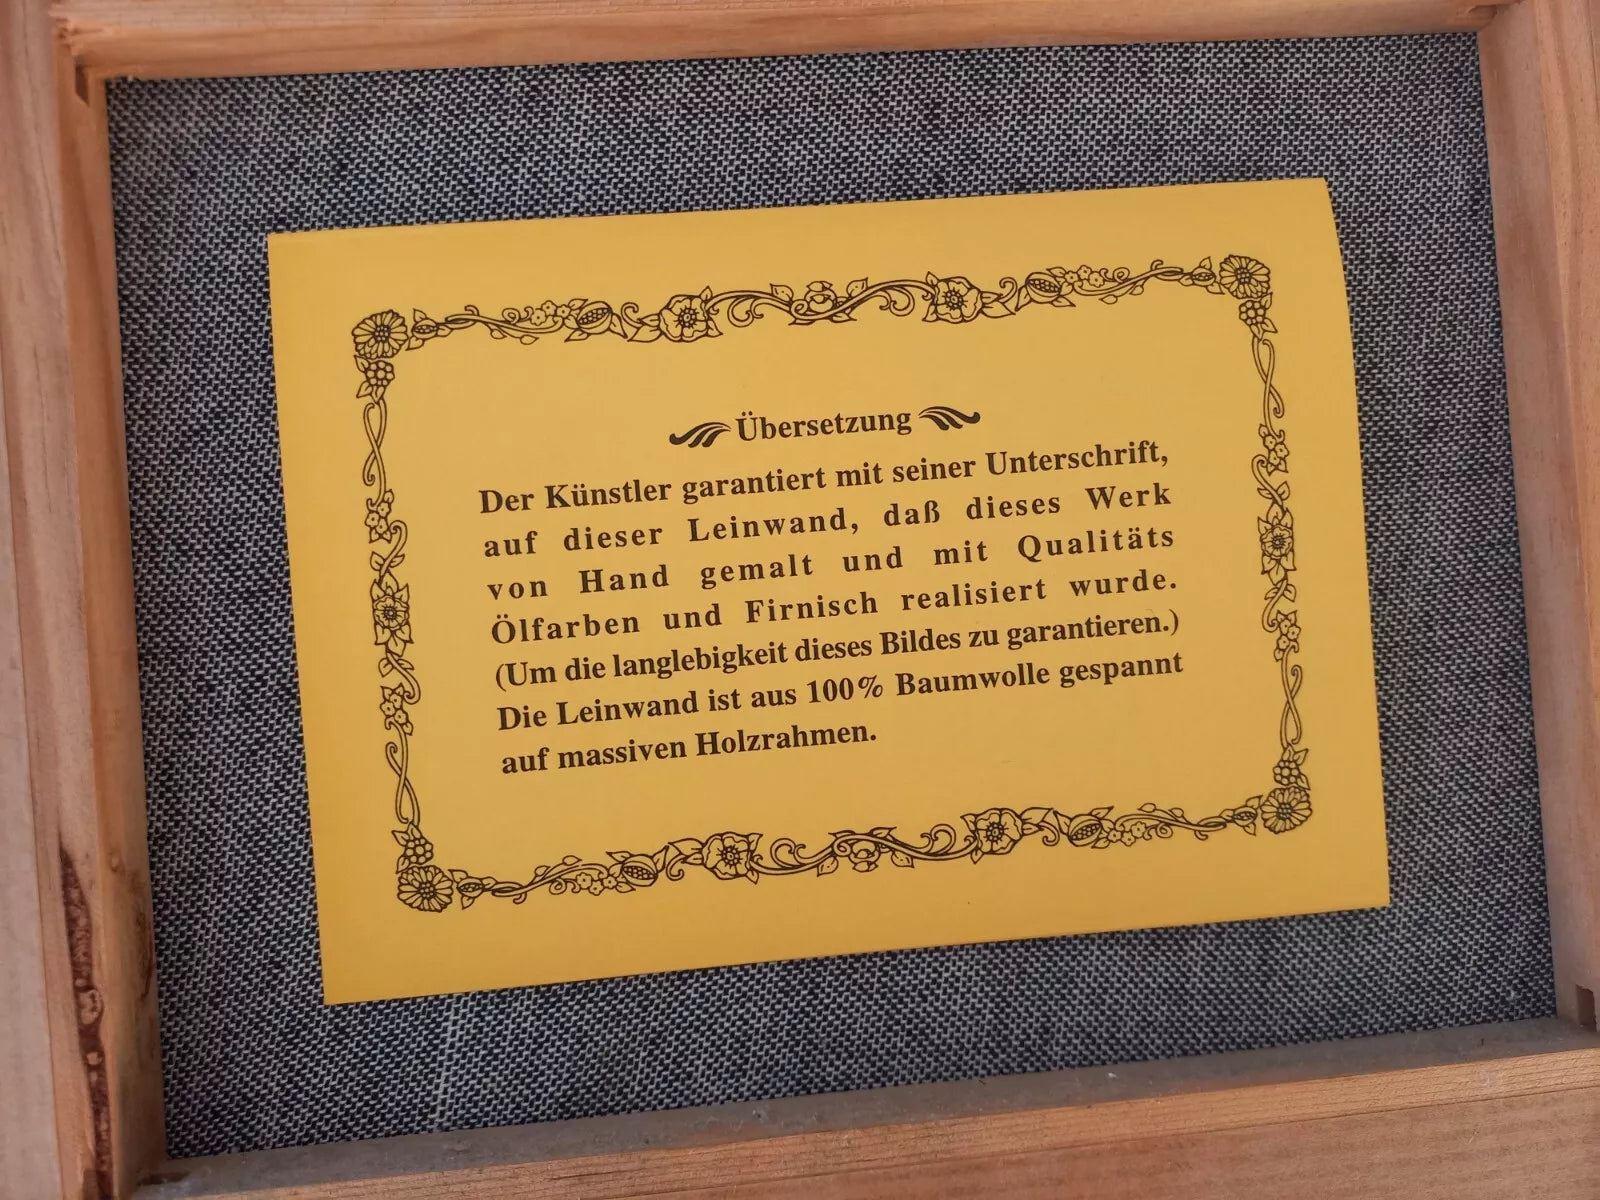 Übersetzung
Der Künstler garantiert mit seiner Unterschrift,
auf dieser Leinwand, daß dieses Werk
von Hand gemalt und mit Qualitäts
Ölfarben und Firnisch realisiert wurde.
(Um die langlebigkeit dieses Bildes zu garantieren.)
Die Leinwand ist aus 100% Baumwolle gespannt
auf massiven Holzrahmen.